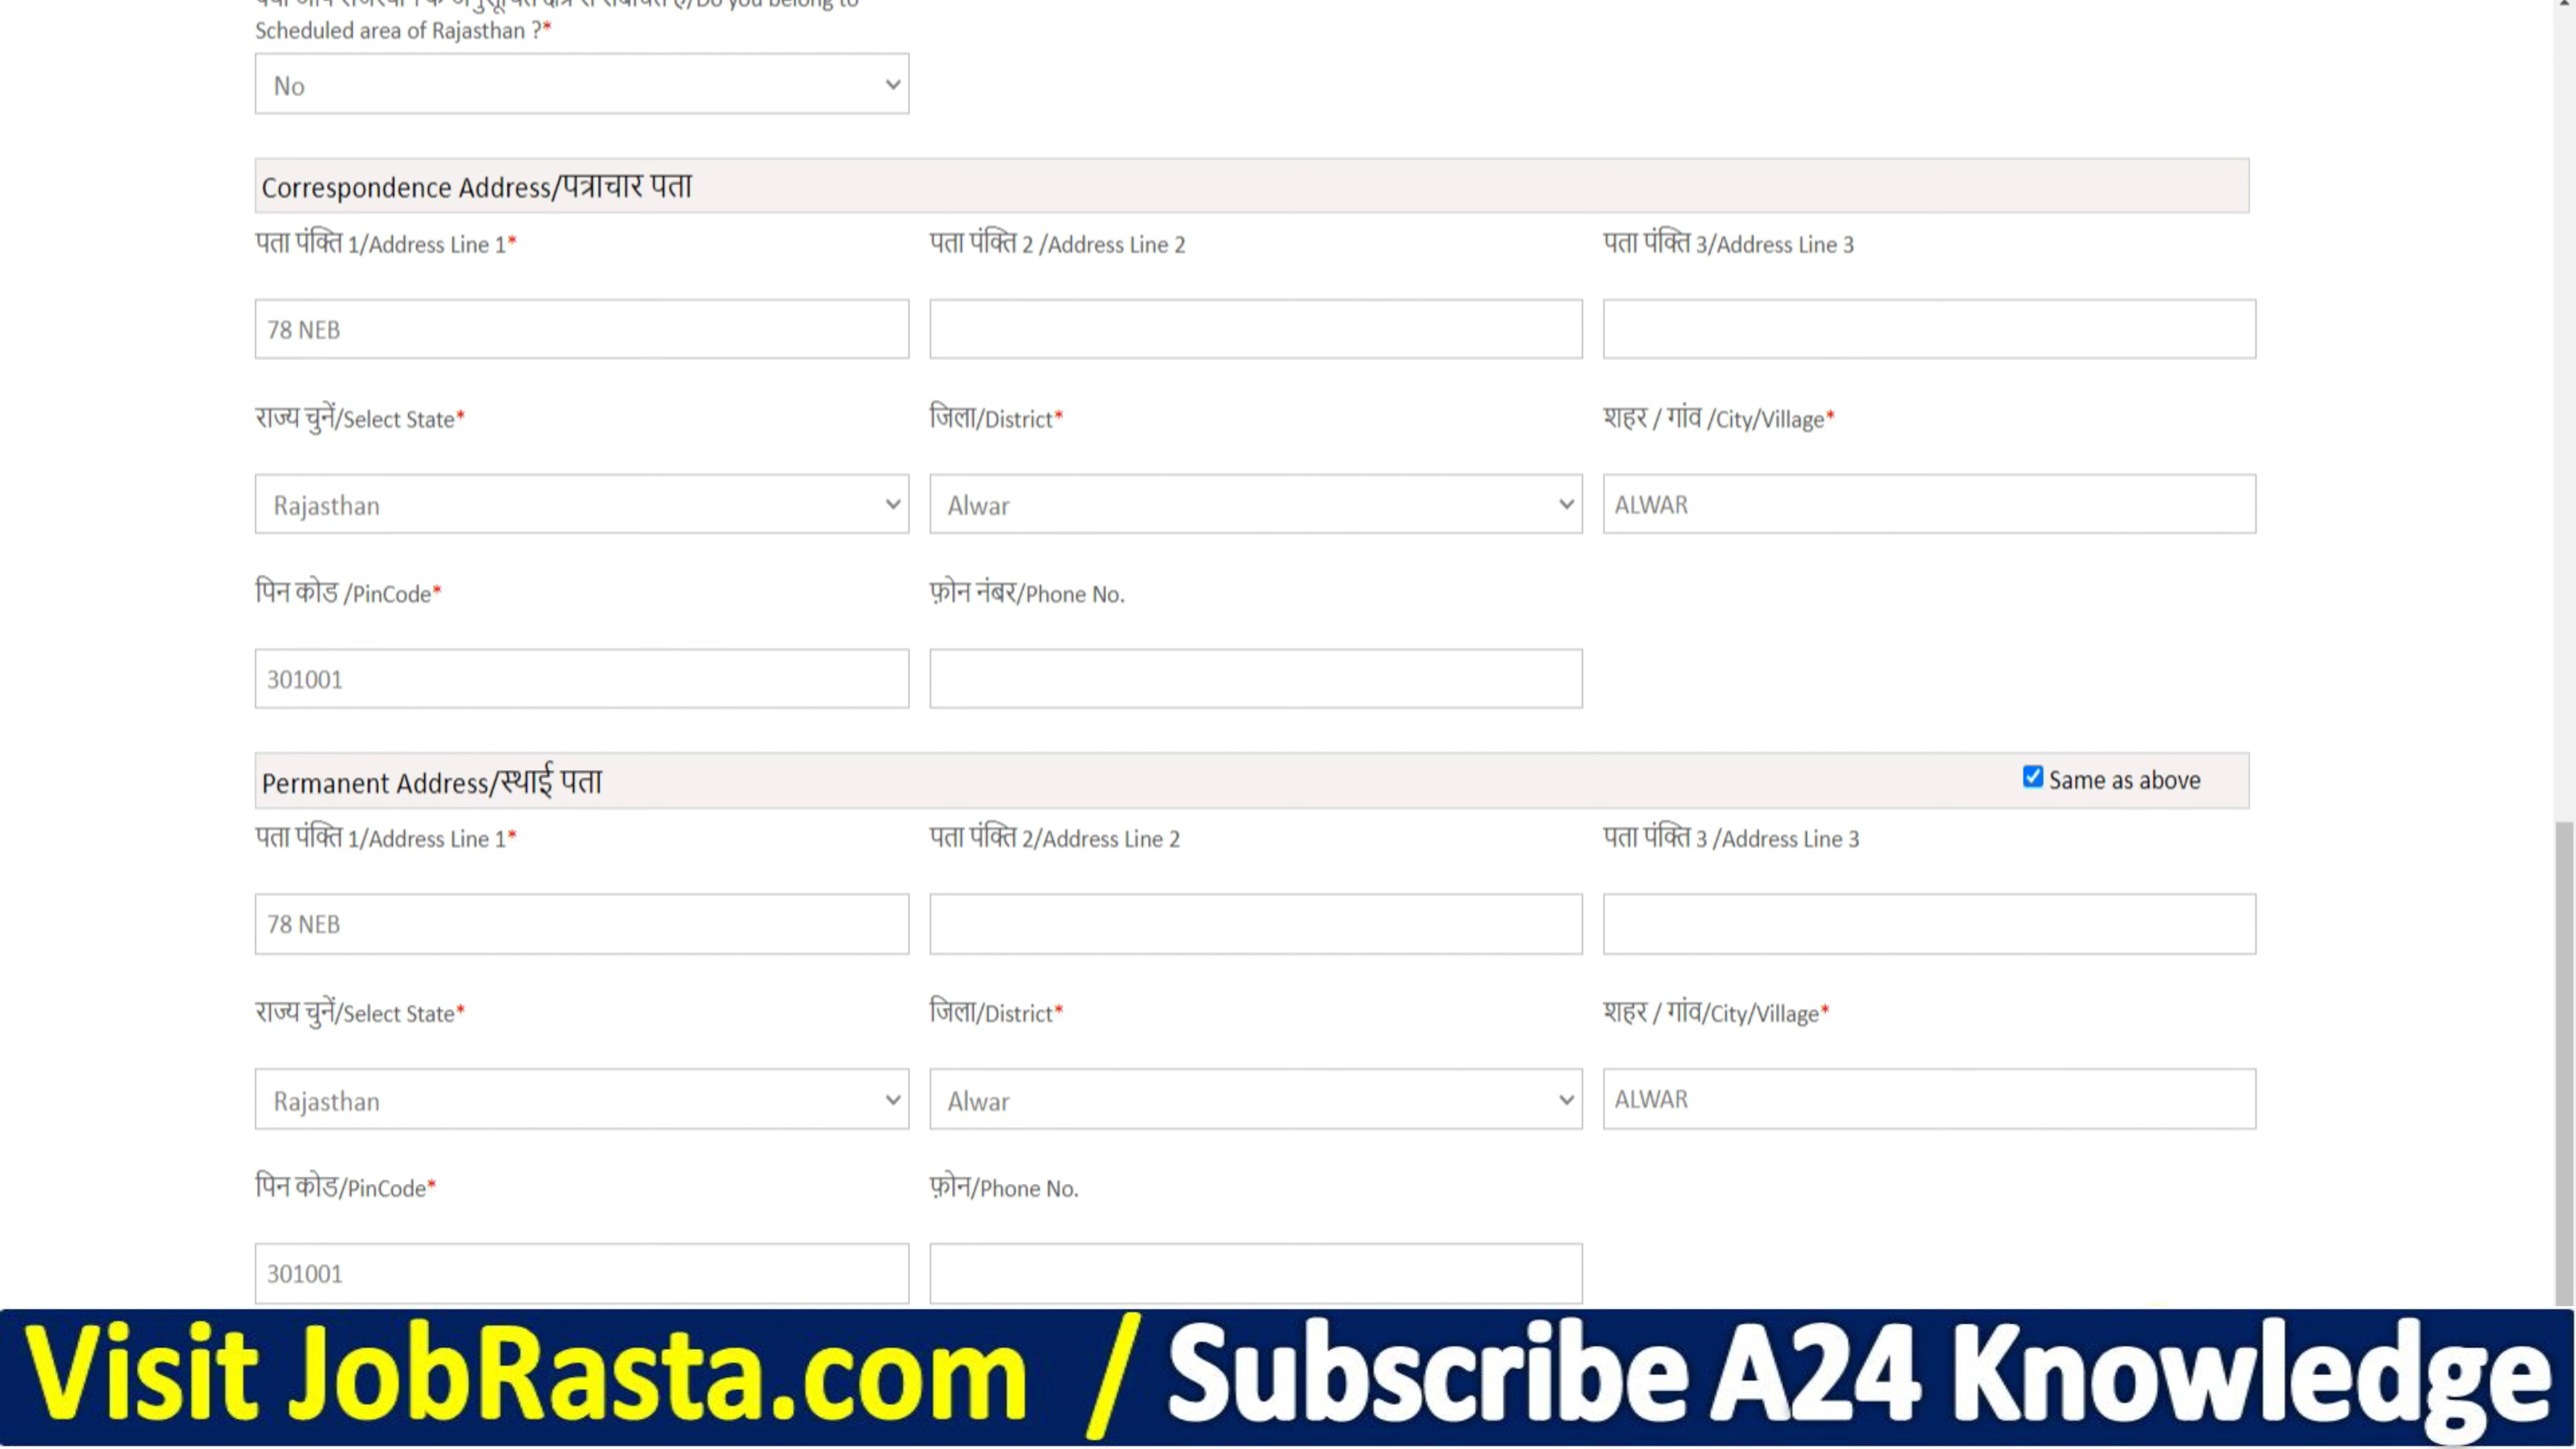 Do you belong to
Scheduled area of Rajasthan ?*
No
Correspondence Address/पत्राचार पता
पता पंक्ति 1/Address Line 1* पता पंक्ति 2 /Address Line 2 पता पंक्ति 3/Address Line 3
78 NEB
राज्य चुनें/Select State* जिला/District* शहर / गांव /City/Village*
Rajasthan Alwar ALWAR
पिन कोड /PinCode* फ़ोन नंबर/Phone No.
301001
Permanent Address/स्थाई पता Same as above
पता पंक्ति 1/Address Line 1* पता पंक्ति 2/Address Line 2 पता पंक्ति 3 /Address Line 3
78 NEB
राज्य चुनें/Select State* जिला/District* शहर / गांव/City/Village*
Rajasthan Alwar ALWAR
पिन कोड/PinCode* फ़ोन/Phone No.
301001
Visit JobRasta.com / Subscribe A24 Knowledge